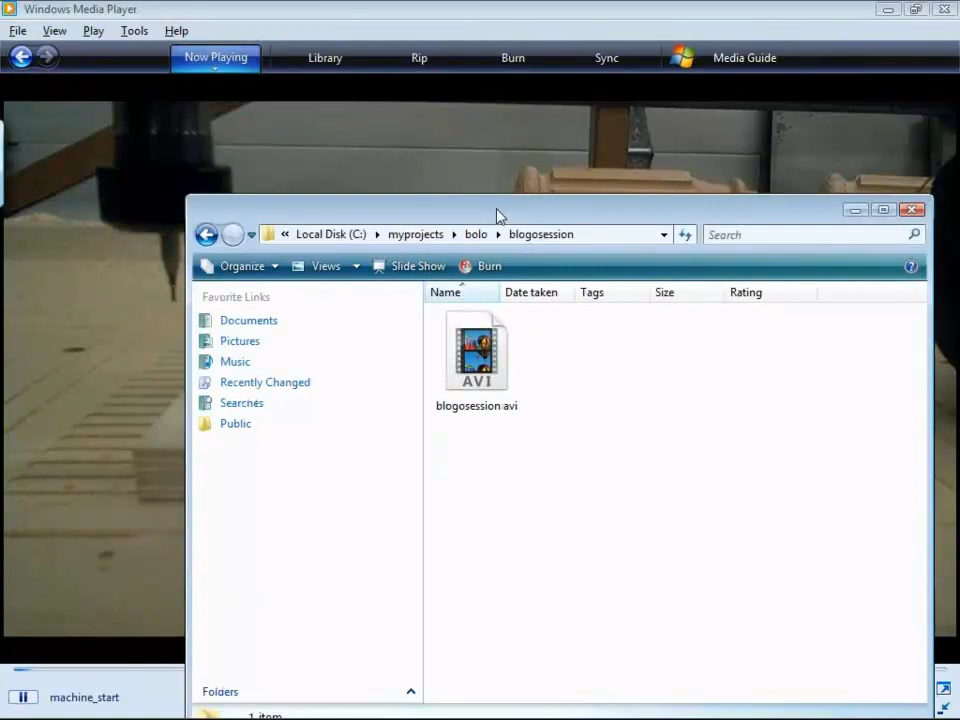 Windows Media Player
File View Play Tools Help
Now Playing Library Rip Burn Sync Media Guide
« Local Disk (C:) myprojects bolo blogosession Search
Organize Views Slide Show Burn
Favorite Links
Documents
Pictures
Music
Recently Changed
Searches
Public
Folders
Name Date taken Tags Size Rating
AVI
blogosession.avi
1 item
machine_start